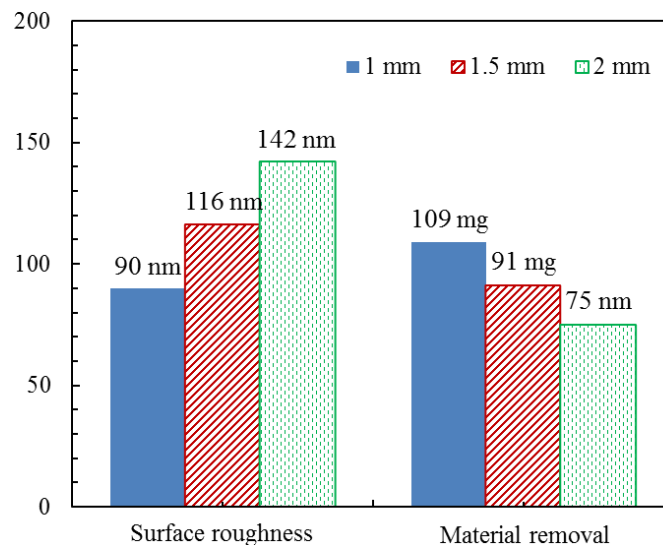 200
1 mm
1.5 mm
2 mm
150
142 nm
116 nm
109 mg
100
90 nm
91 mg
75 nm
50
0
Surface roughness
Material removal